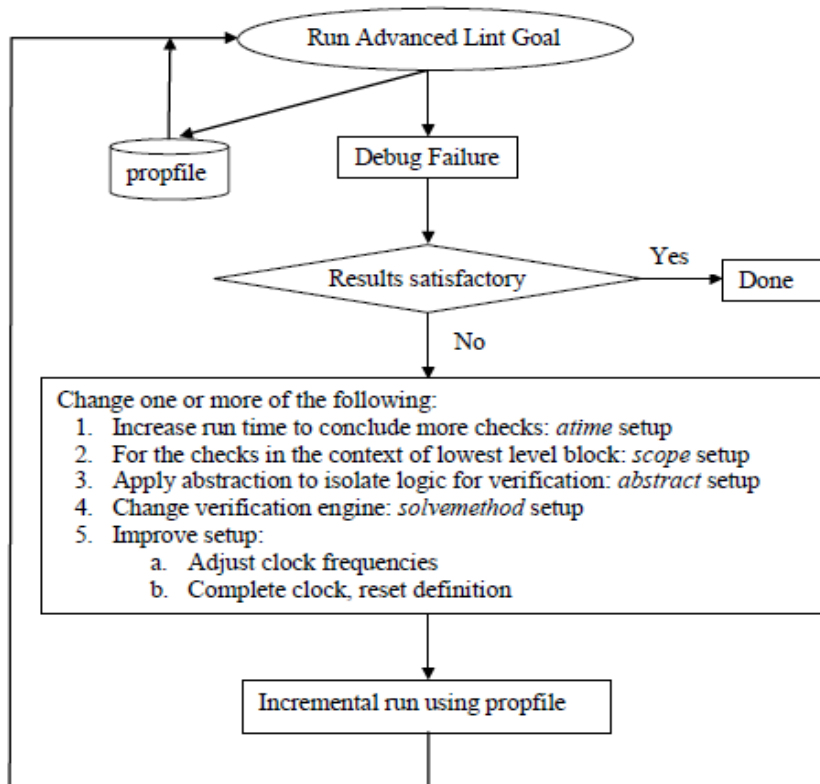 Run Advanced Lint Goal
propfile
Debug Failure
Results satisfactory
Yes
Done
No
Change one or more of the following:
1. Increase run time to conclude more checks: atime setup
2. For the checks in the context of lowest level block: scope setup
3. Apply abstraction to isolate logic for verification: abstract setup
4. Change verification engine: solvemethod setup
5. Improve setup:
a. Adjust clock frequencies
b. Complete clock, reset definition
Incremental run using propfile